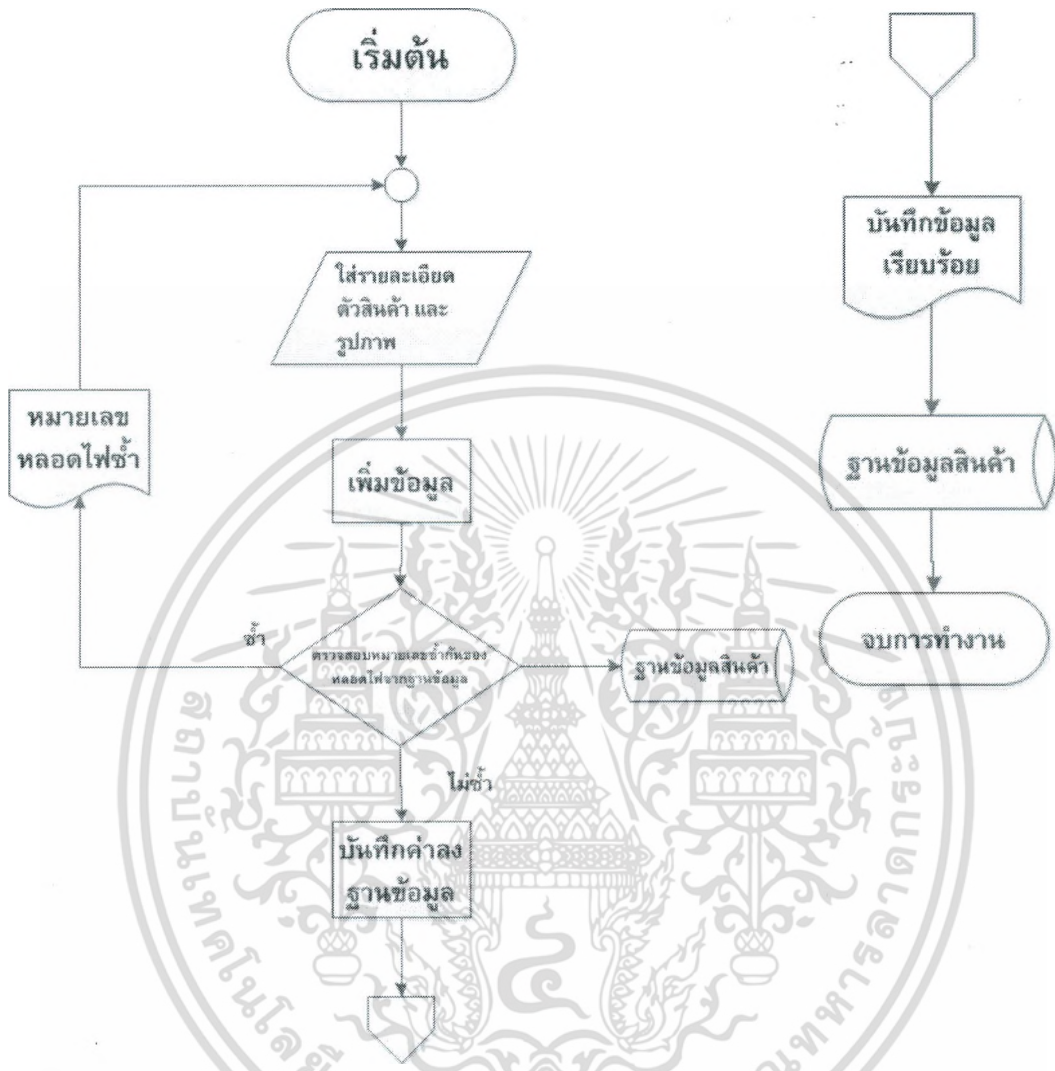 เริ่มต้น
ใส่รายละเอียด
ตัวสินค้า และ
รูปภาพ
หมายเลข
หลอดไฟซ้ำ
เพิ่มข้อมูล
ซ้ำ
ตรวจสอบหมายเลขซ้ำกันของ
หลอดไฟจากฐานข้อมูล
ฐานข้อมูลสินค้า
ไม่ซ้ำ
บันทึกค่าลง
ฐานข้อมูล
บันทึกข้อมูล
เรียบร้อย
ฐานข้อมูลสินค้า
จบการทำงาน